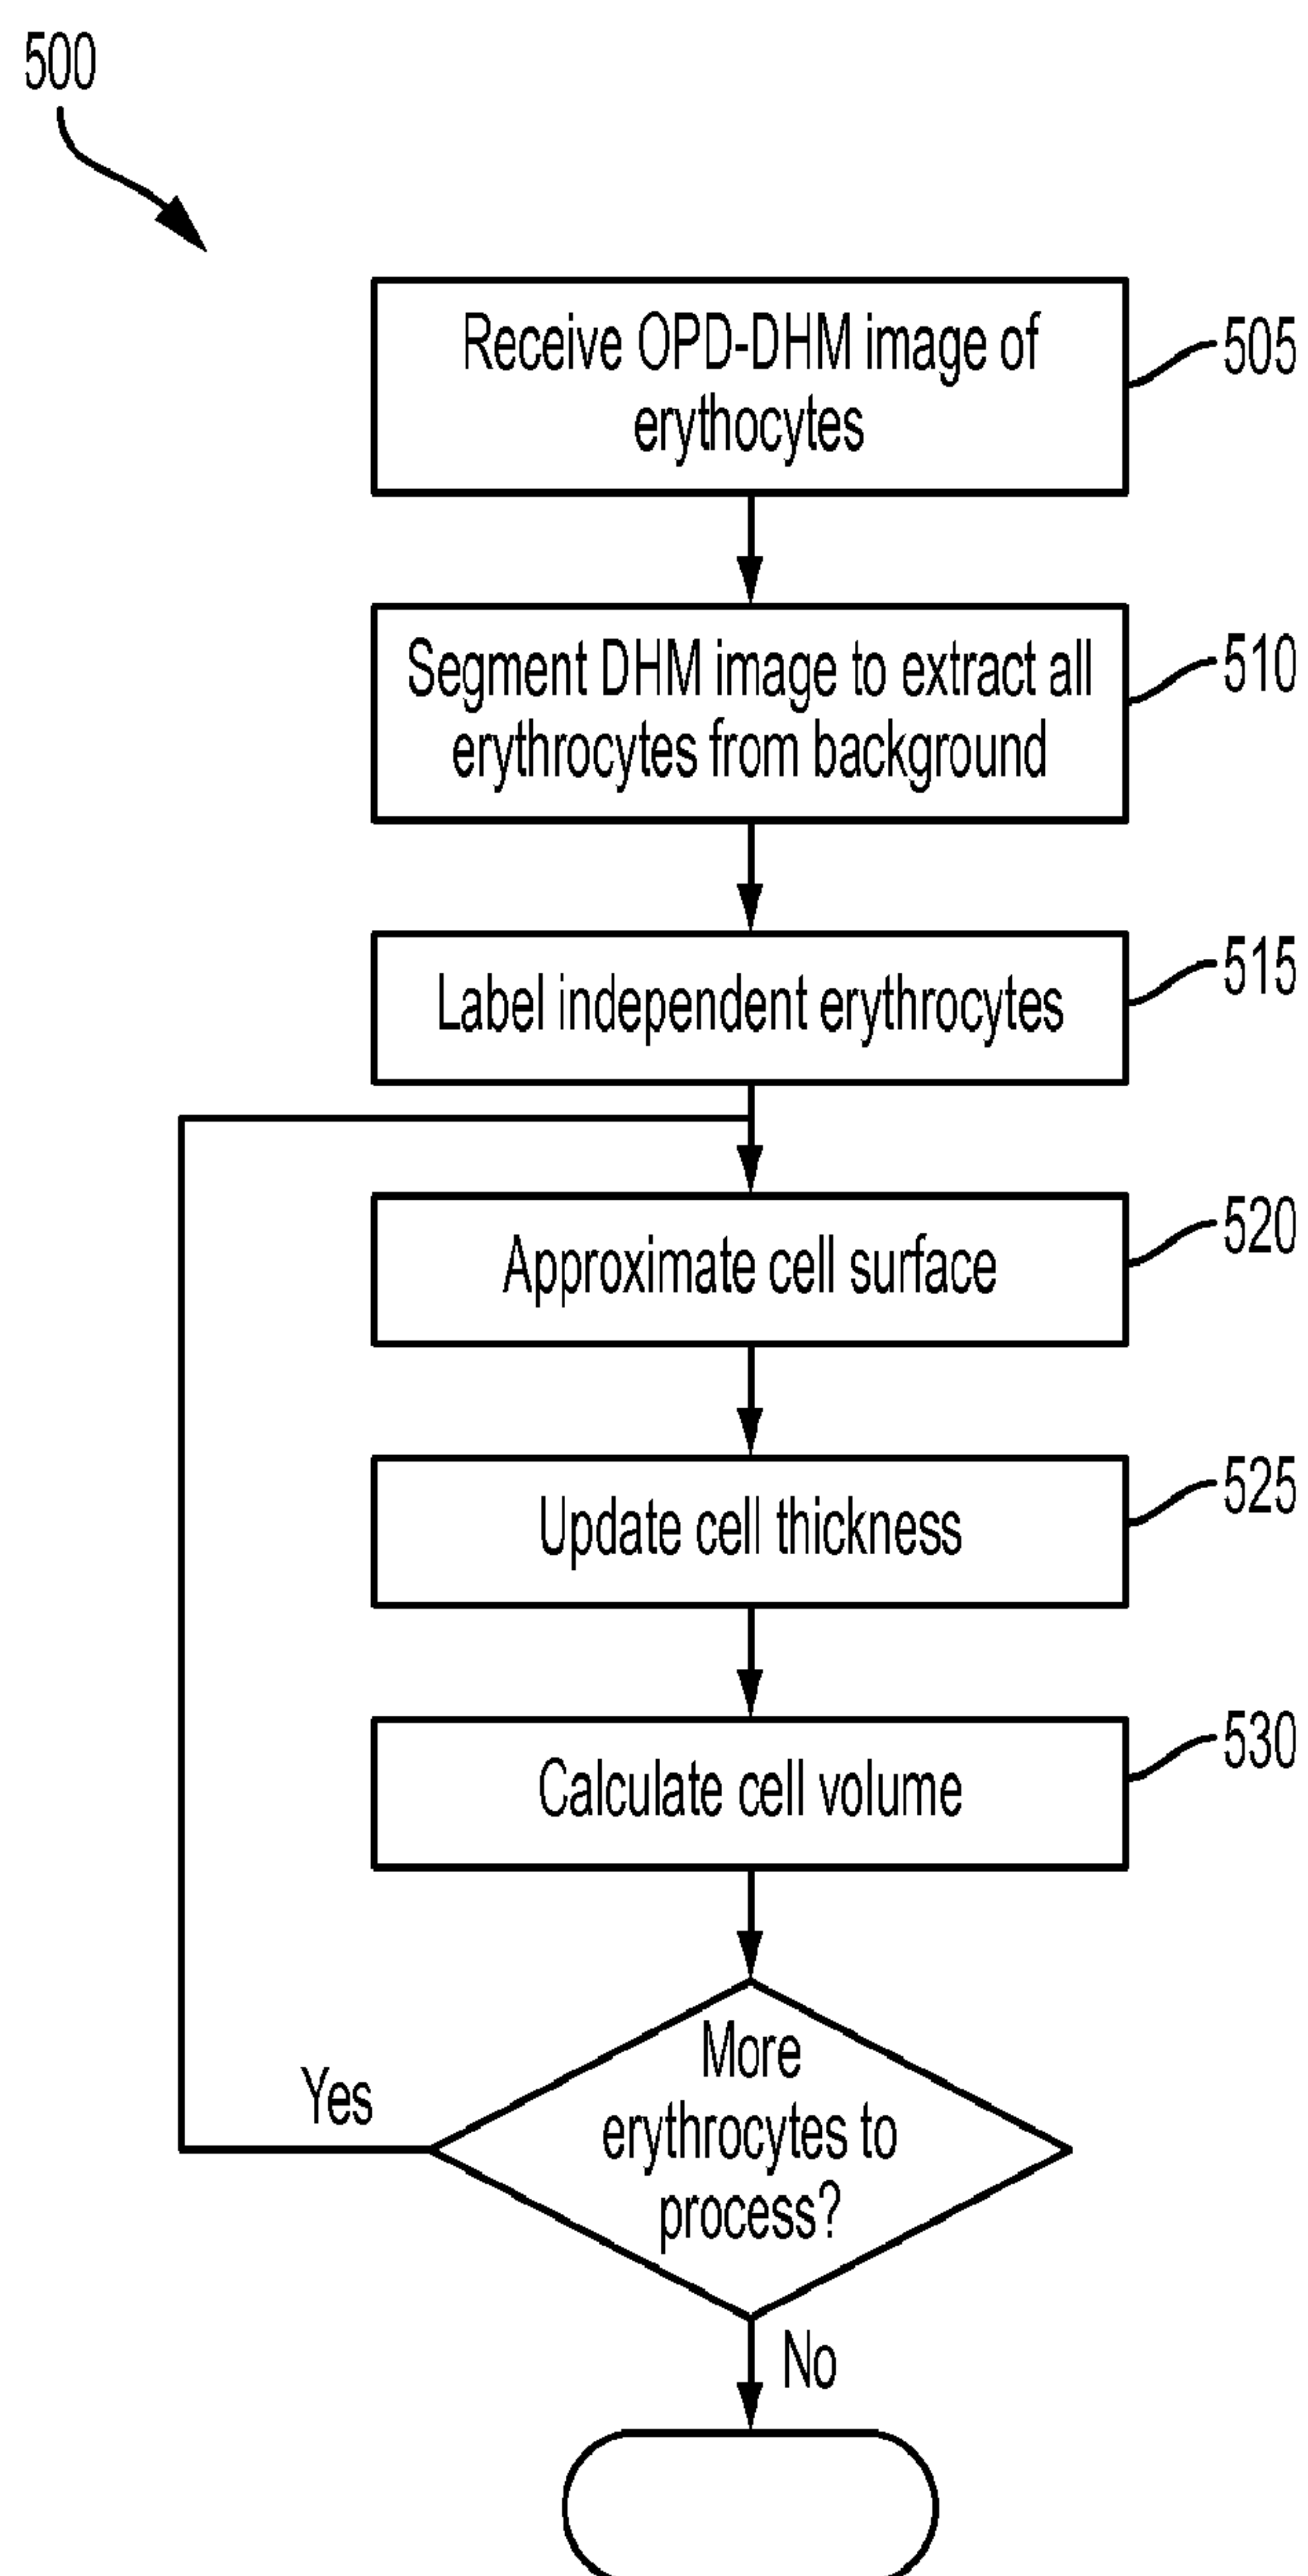 500
Receive OPD-DHM image of
erythocytes
505
Segment DHM image to extract all
erythrocytes from background
510
Label independent erythrocytes
515
Approximate cell surface
520
Update cell thickness
525
Calculate cell volume
530
More
erythrocytes to
process?
Yes
No